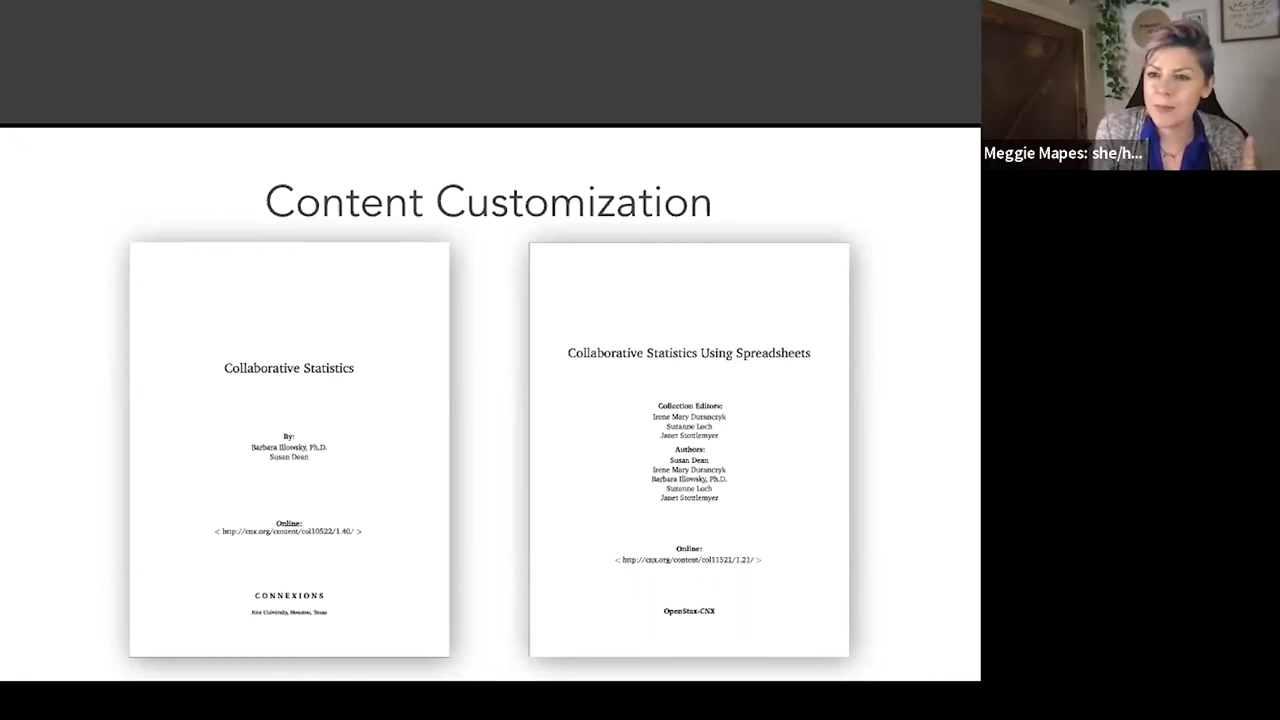 Content Customization
Collaborative Statistics
By:
Barbara Illowsky, Ph.D.
Susan Dean
Online:
< http://cnx.org/content/col10522/1.40/ >
CONNEXIONS
Rice University, Houston, Texas
Collaborative Statistics Using Spreadsheets
Collection Editors:
Irene Mary Duranczyk
Suzanne Loch
Janet Stottlemyer
Authors:
Susan Dean
Irene Mary Duranczyk
Barbara Illowsky, Ph.D.
Suzanne Loch
Janet Stottlemyer
Online:
< http://cnx.org/content/col11521/1.21/ >
OpenStax-CNX
Meggie Mapes: she/h...